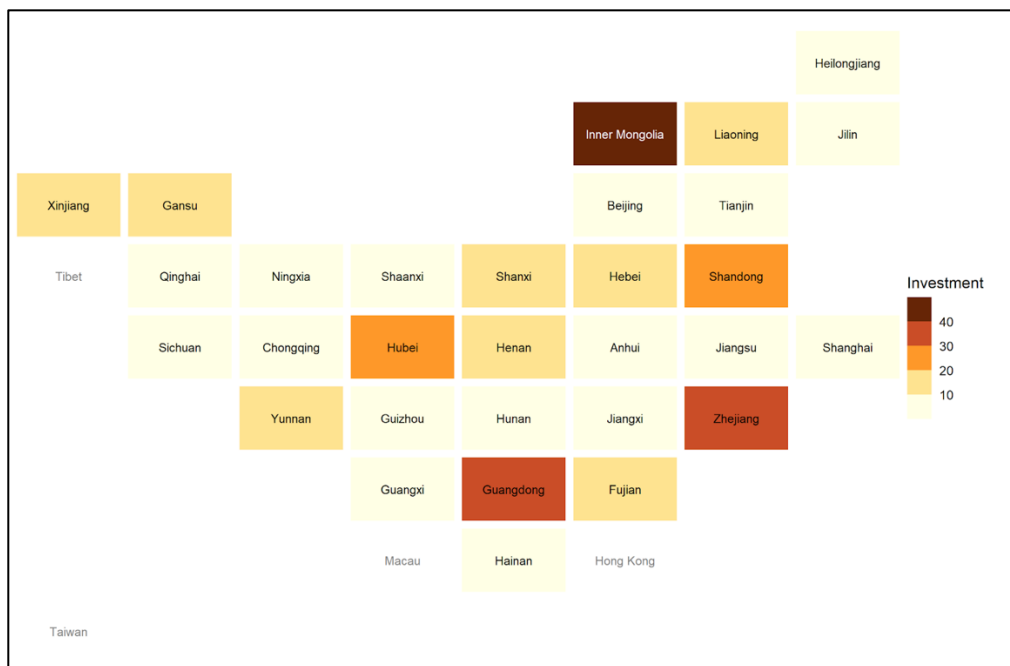 Heilongjiang
Inner Mongolia
Liaoning
Jilin
Xinjiang
Gansu
Beijing
Tianjin
Tibet
Qinghai
Ningxia
Shaanxi
Shanxi
Hebei
Shandong
Sichuan
Chongqing
Hubei
Henan
Anhui
Jiangsu
Shanghai
Yunnan
Guizhou
Hunan
Jiangxi
Zhejiang
Guangxi
Guangdong
Fujian
Macau
Hainan
Hong Kong
Taiwan
Investment
40
30
20
10